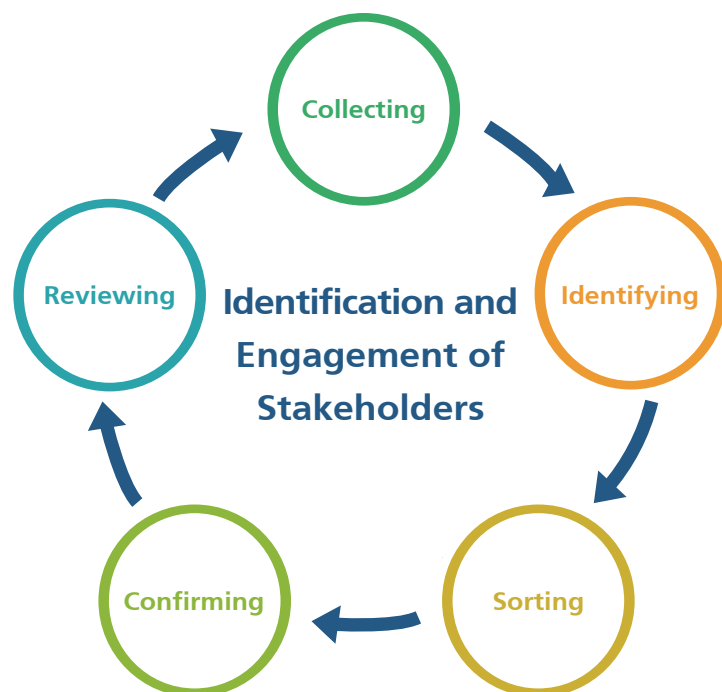 Collecting
Reviewing
Identification and
Engagement of
Stakeholders
Identifying
Confirming
Sorting